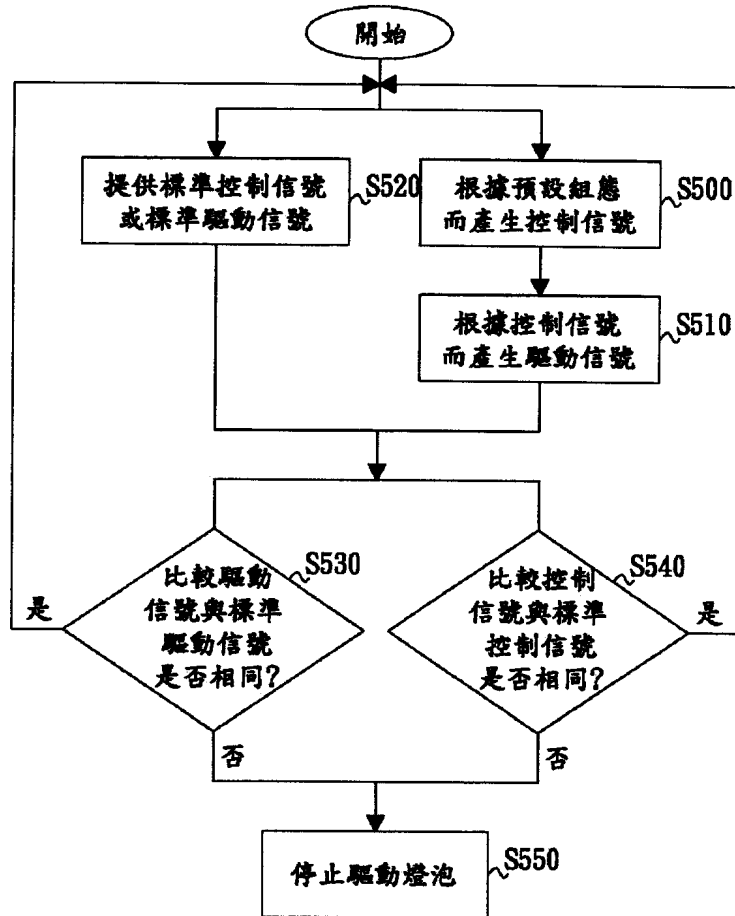 開始
提供標準控制信號
或標準驅動信號
S520
根據預設組態
而產生控制信號
S500
根據控制信號
而產生驅動信號
S510
比較驅動
信號與標準
驅動信號
是否相同?
S530
是
否
比較控制
信號與標準
控制信號
是否相同?
S540
是
否
停止驅動燈泡
S550